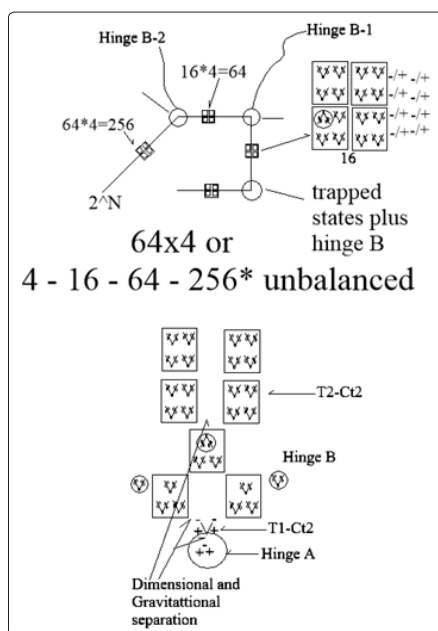 Hinge B-2
Hinge B-1
16*4=64
-/+ -/+
-/+ -/+
-/+ -/+
-/+ -/+
64*4=256
16
2^N
trapped
states plus
hinge B
64x4 or
4 - 16 - 64 - 256* unbalanced
T2-Ct2
Hinge B
- -
+ +
T1-Ct2
-
++
Hinge A
Dimensional and
Gravitattional
separation